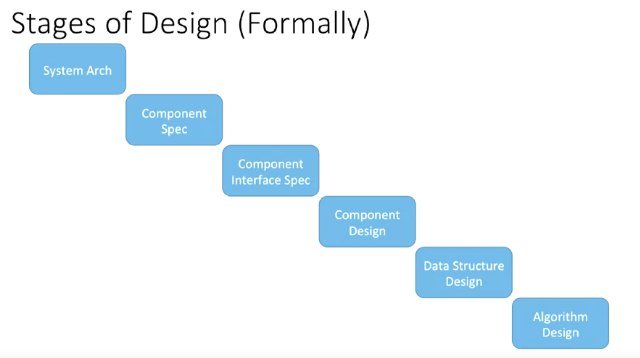 Stages of Design (Formally)
System Arch
Component
Spec
Component
Interface Spec
Component
Design
Data Structure
Design
Algorithm
Design